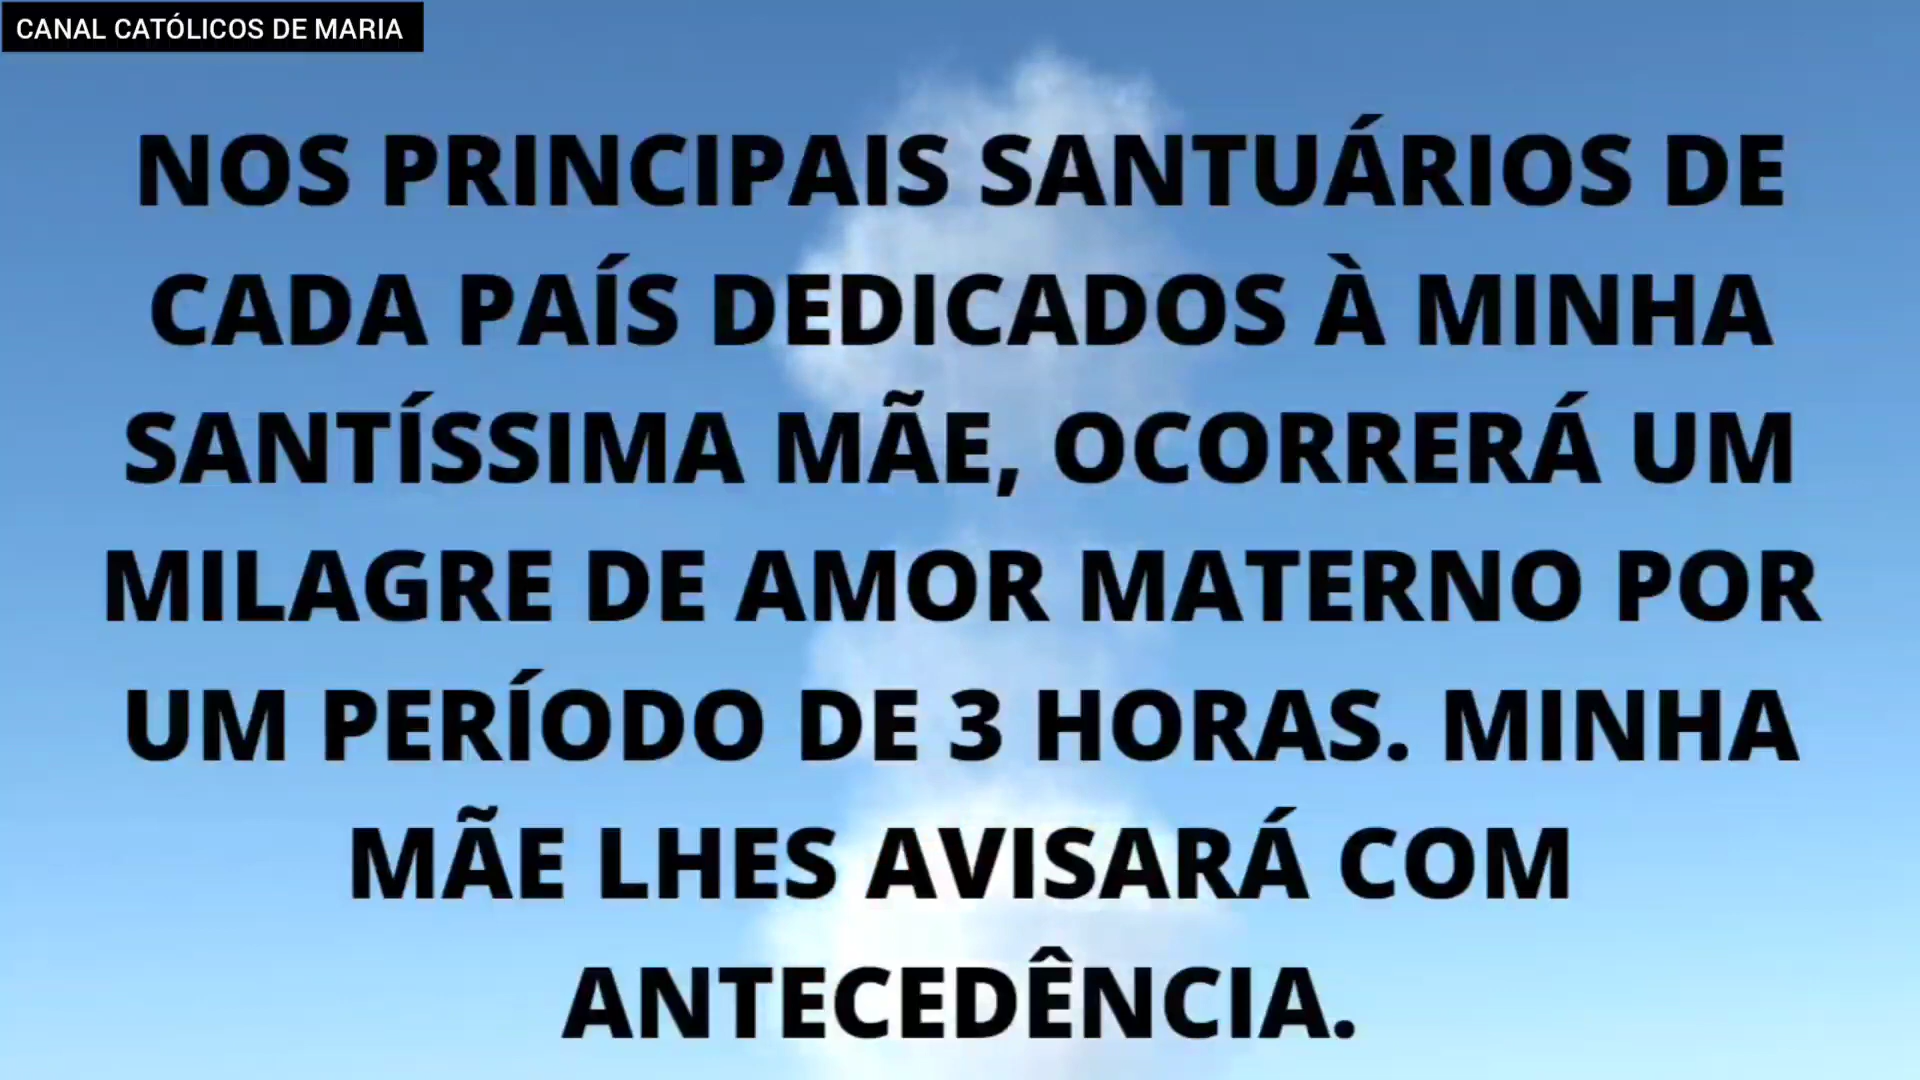 CANAL CATÓLICOS DE MARIA
NOS PRINCIPAIS SANTUÁRIOS DE
CADA PAÍS DEDICADOS À MINHA
SANTÍSSIMA MÃE, OCORRERÁ UM
MILAGRE DE AMOR MATERNO POR
UM PERÍODO DE 3 HORAS. MINHA
MÃE LHES AVISARÁ COM
ANTECEDÊNCIA.